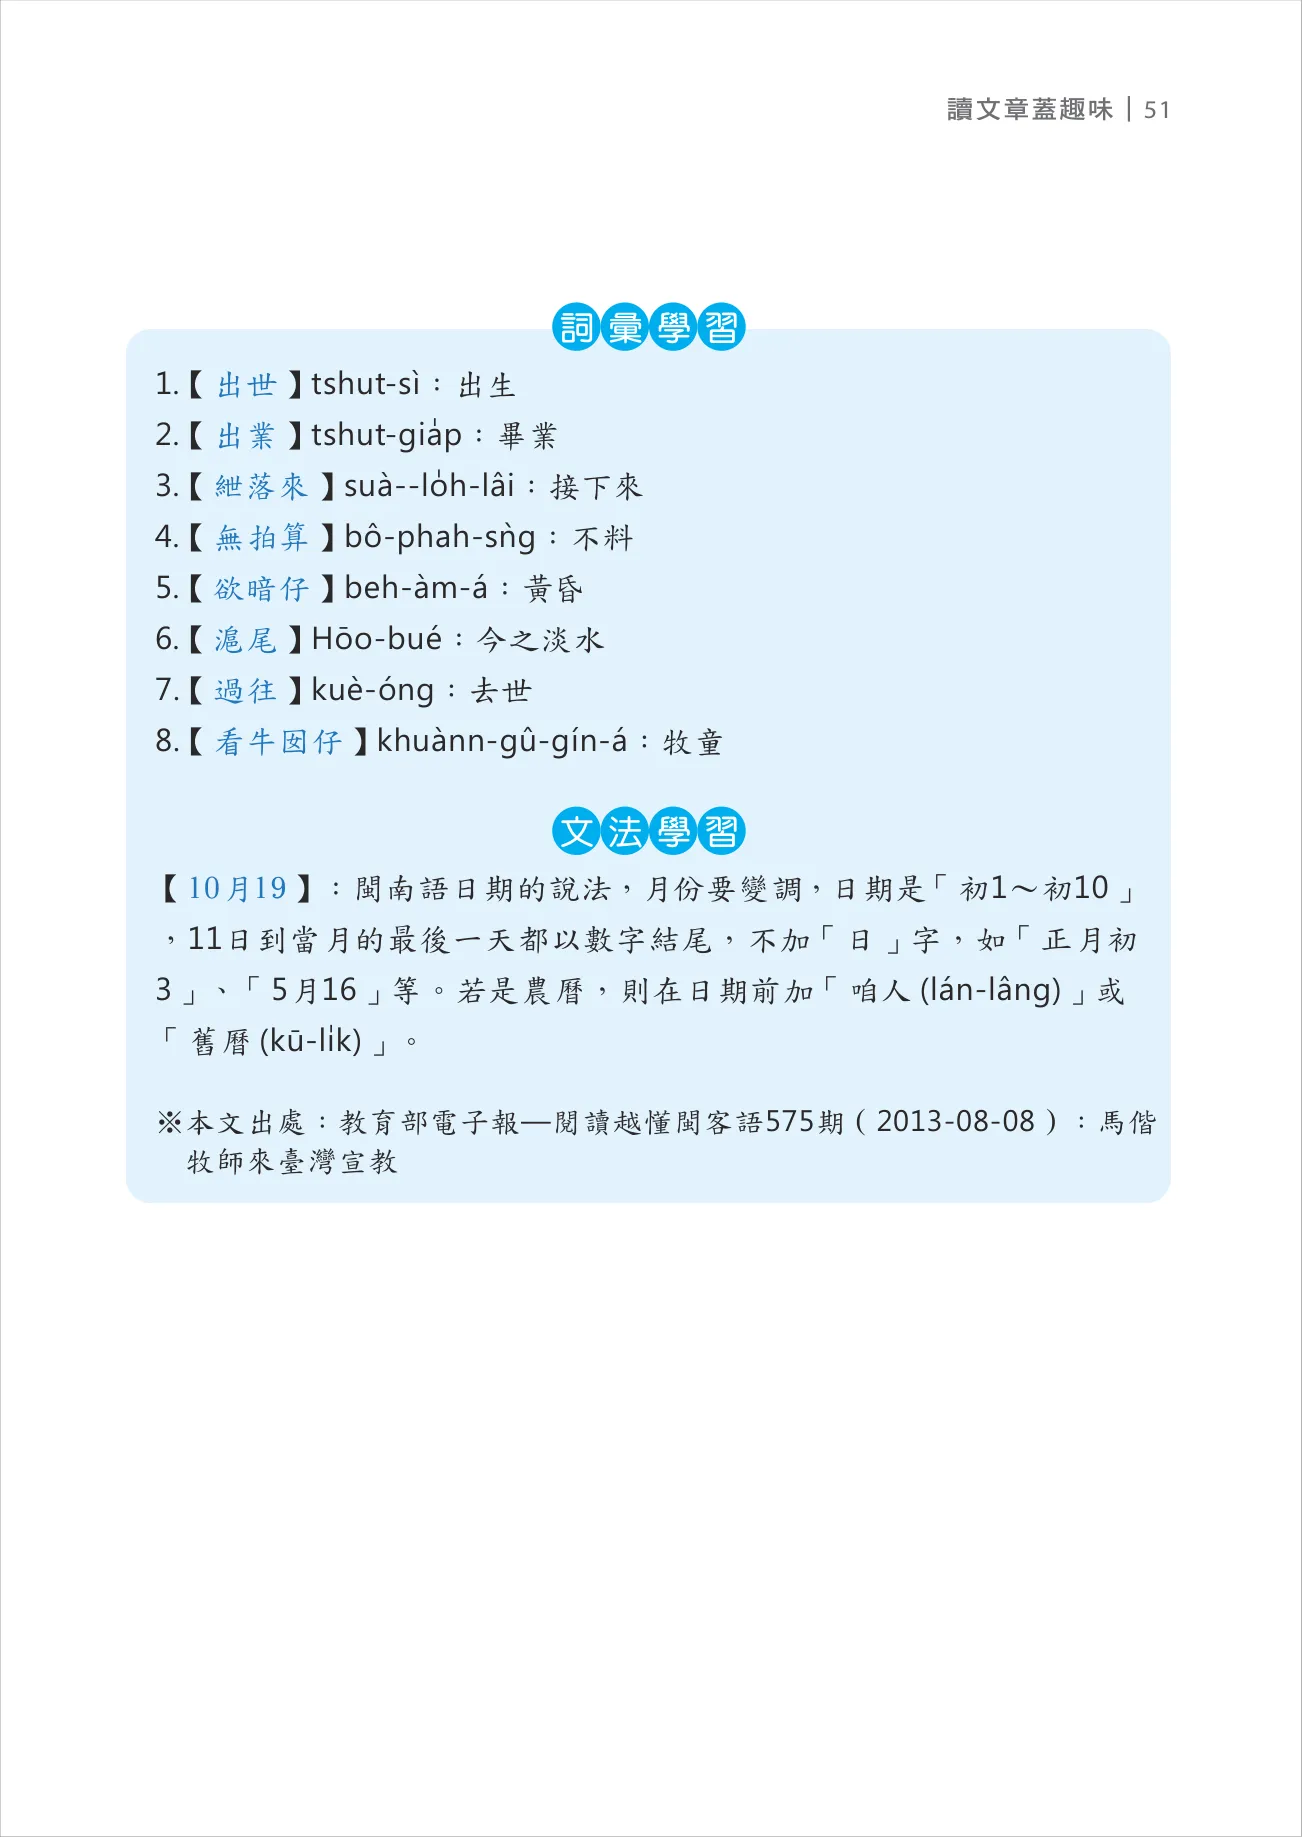 讀文章蓋趣味｜51
詞彙學習
1.【出世】tshut-sì：出生
2.【出業】tshut-gia̍p：畢業
3.【紲落來】suà--lo̍h-lâi：接下來
4.【無拍算】bô-phah-sǹg：不料
5.【欲暗仔】beh-àm-á：黃昏
6.【滬尾】Hōo-bué：今之淡水
7.【過往】kuè-óng：去世
8.【看牛囡仔】khuànn-gû-gín-á：牧童
文法學習
【10月19】：閩南語日期的說法，月份要變調，日期是「初1～初10」
，11日到當月的最後一天都以數字結尾，不加「日」字，如「正月初
3」、「5月16」等。若是農曆，則在日期前加「咱人(lán-lâng)」或
「舊曆(kū-li̍k)」。
※本文出處：教育部電子報—閱讀越懂閩客語575期（2013-08-08）：馬偕
牧師來臺灣宣教